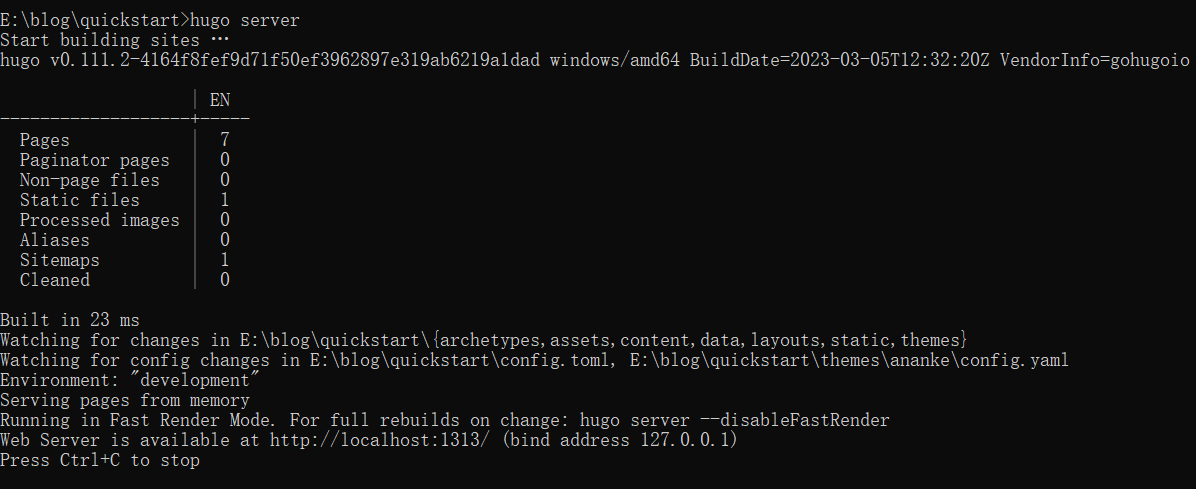 E:\blog\quickstart>hugo server
Start building sites …
hugo v0.111.2-4164f8fef9d71f50ef3962897e319ab6219a1dad windows/amd64 BuildDate=2023-03-05T12:32:20Z VendorInfo=gohugoio
| EN
-------------------+-----
Pages | 7
Paginator pages | 0
Non-page files | 0
Static files | 1
Processed images | 0
Aliases | 0
Sitemaps | 1
Cleaned | 0
Built in 23 ms
Watching for changes in E:\blog\quickstart\{archetypes,assets,content,data,layouts,static,themes}
Watching for config changes in E:\blog\quickstart\config.toml, E:\blog\quickstart\themes\ananke\config.yaml
Environment: "development"
Serving pages from memory
Running in Fast Render Mode. For full rebuilds on change: hugo server --disableFastRender
Web Server is available at http://localhost:1313/ (bind address 127.0.0.1)
Press Ctrl+C to stop